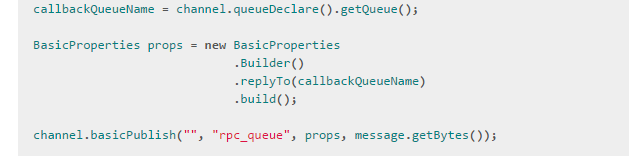 callbackQueueName = channel.queueDeclare().getQueue();
BasicProperties props = new BasicProperties
.Builder()
.replyTo(callbackQueueName)
.build();
channel.basicPublish("", "rpc_queue", props, message.getBytes());